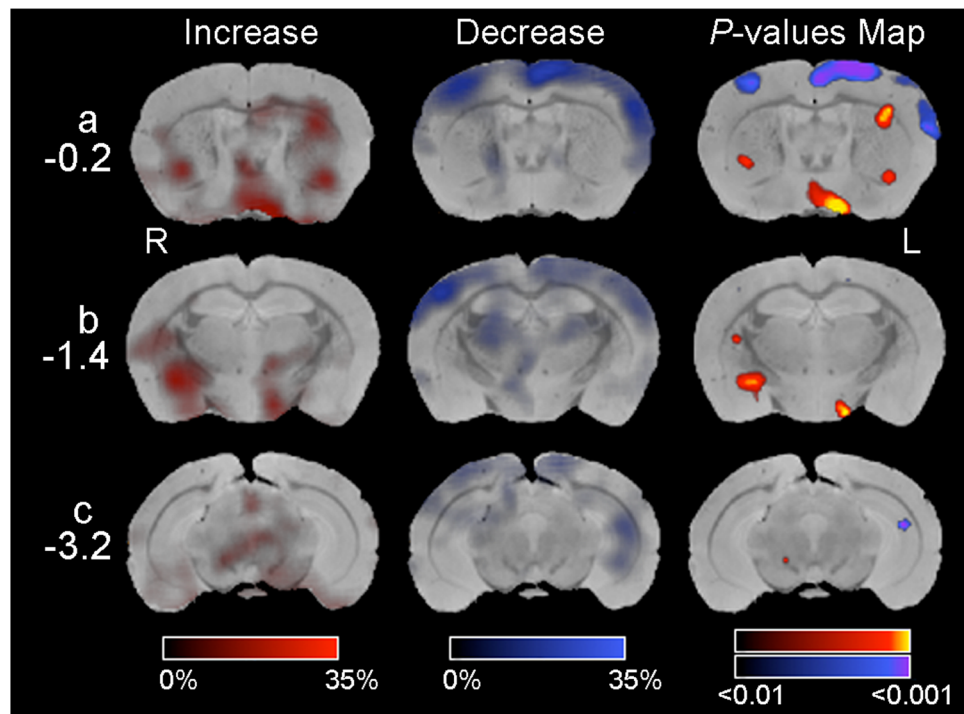 Increase Decrease P-values Map
a
-0.2
R L
b
-1.4
c
-3.2
0% 35% 0% 35% <0.01 <0.001